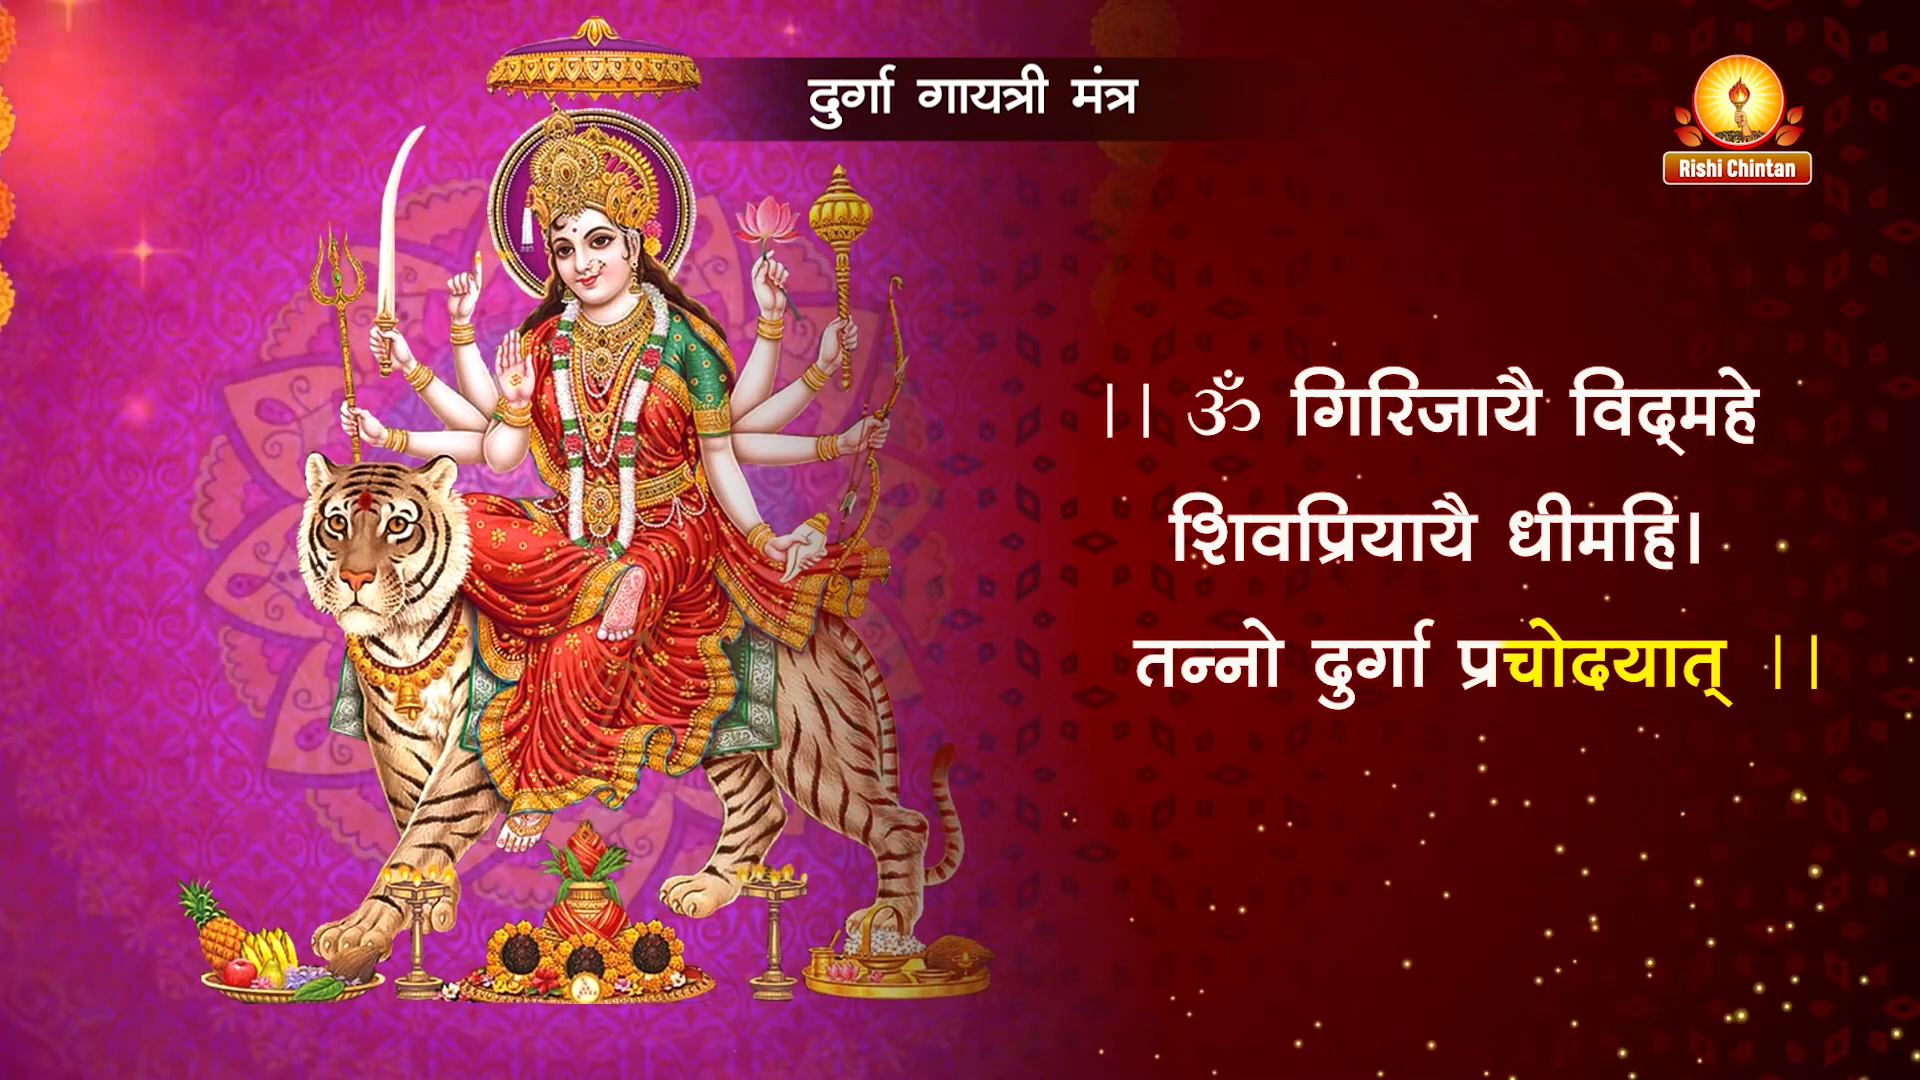 दुर्गा गायत्री मंत्र
Rishi Chintan
।। ॐ गिरिजायै विद्‌महे
शिवप्रियायै धीमहि।
तन्नो दुर्गा प्रचोदयात् ।।